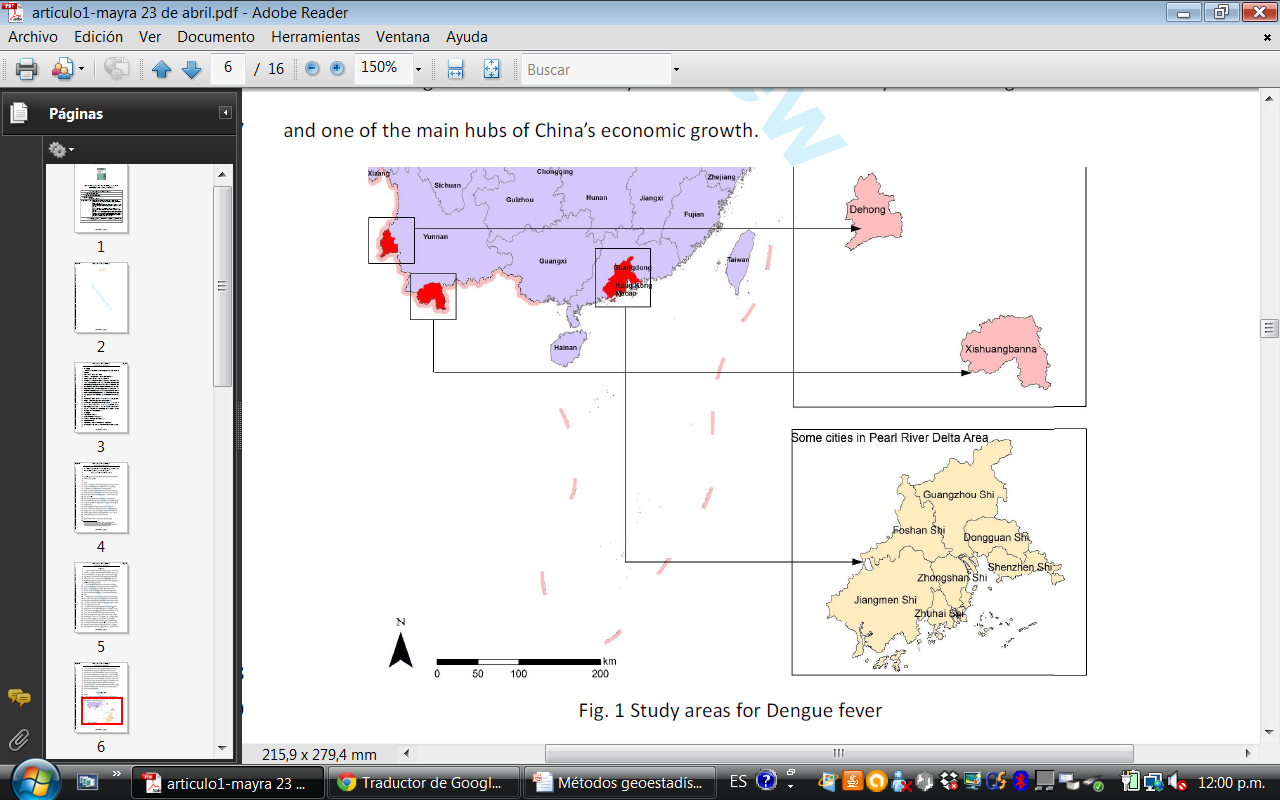 articulo1-mayra 23 de abril.pdf - Adobe Reader
Archivo Edición Ver Documento Herramientas Ventana Ayuda
6 / 16 150% Buscar
Páginas
1
2
3
4
5
6
and one of the main hubs of China’s economic growth.
Xizang
Chongqing
Zhejiang
Sichuan
Guizhou
Hunan
Jiangxi
Fujian
Yunnan
Guangxi
Guangdong
Hong Kong
Macao
Taiwan
Hainan
Dehong
Xishuangbanna
Some cities in Pearl River Delta Area
Guangzhou Shi
Foshan Shi
Dongguan Shi
Shenzhen Shi
Zhongshan Shi
Jiangmen Shi
Zhuhai Shi
N
km
0 50 100 200
Fig. 1 Study areas for Dengue fever
215,9 x 279,4 mm
articulo1-mayra 23 ...
Traductor de Googl...
Métodos geoestadís...
ES
12:00 p.m.